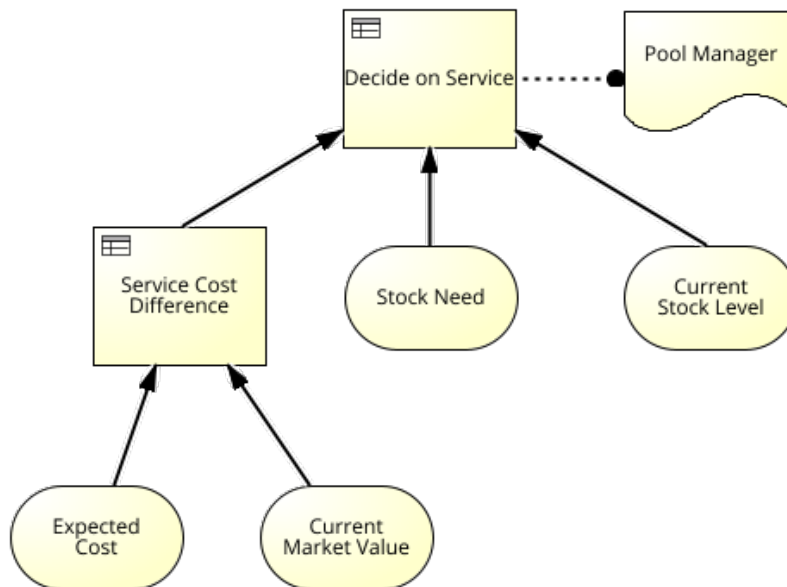 Decide on Service
Pool Manager
Service Cost
Difference
Stock Need
Current
Stock Level
Expected
Cost
Current
Market Value